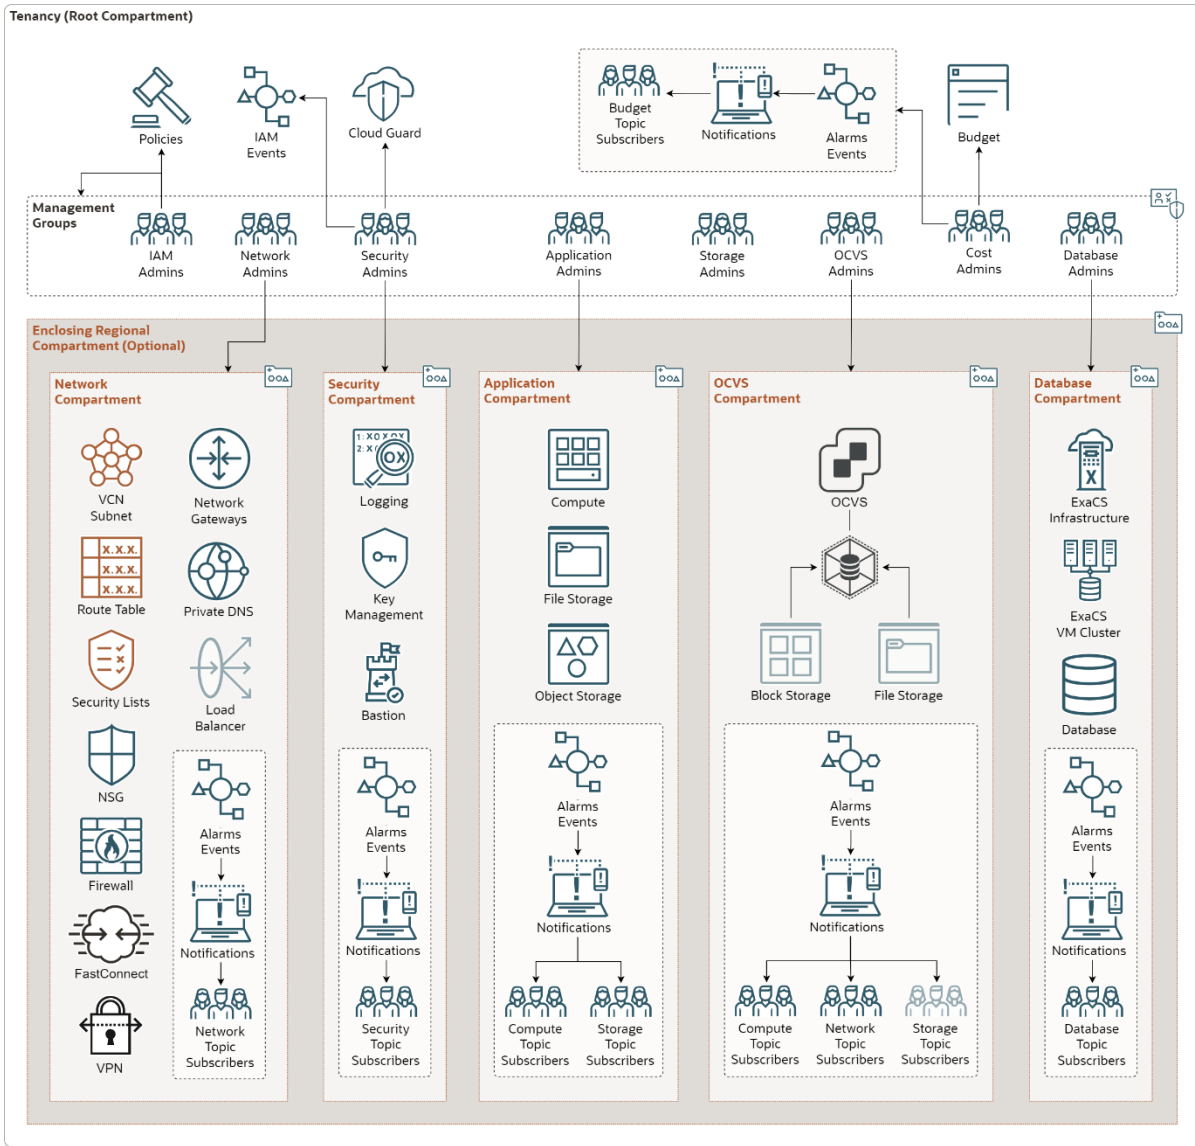 Tenancy (Root Compartment)
Policies
IAM
Events
Cloud Guard
Budget
Topic
Subscribers
Notifications
Alarms
Events
Budget
Management
Groups
IAM
Admins
Network
Admins
Security
Admins
Application
Admins
Storage
Admins
OCVS
Admins
Cost
Admins
Database
Admins
Enclosing Regional
Compartment (Optional)
Network
Compartment
VCN
Subnet
Network
Gateways
X.X.X.
X.X.X.
X.X.X.
Route Table
Private DNS
Security Lists
Load
Balancer
NSG
Firewall
FastConnect
VPN
Alarms
Events
Notifications
Network
Topic
Subscribers
Security
Compartment
1: XOXOX
2: X
OX
Logging
Key
Management
Bastion
Alarms
Events
Notifications
Security
Topic
Subscribers
Application
Compartment
Compute
File Storage
Object Storage
Alarms
Events
Notifications
Compute
Topic
Subscribers
Storage
Topic
Subscribers
OCVS
Compartment
OCVS
Block Storage
File Storage
Alarms
Events
Notifications
Compute
Topic
Subscribers
Network
Topic
Subscribers
Storage
Topic
Subscribers
Database
Compartment
X
ExaCS
Infrastructure
ExaCS
VM Cluster
Database
Alarms
Events
Notifications
Database
Topic
Subscribers